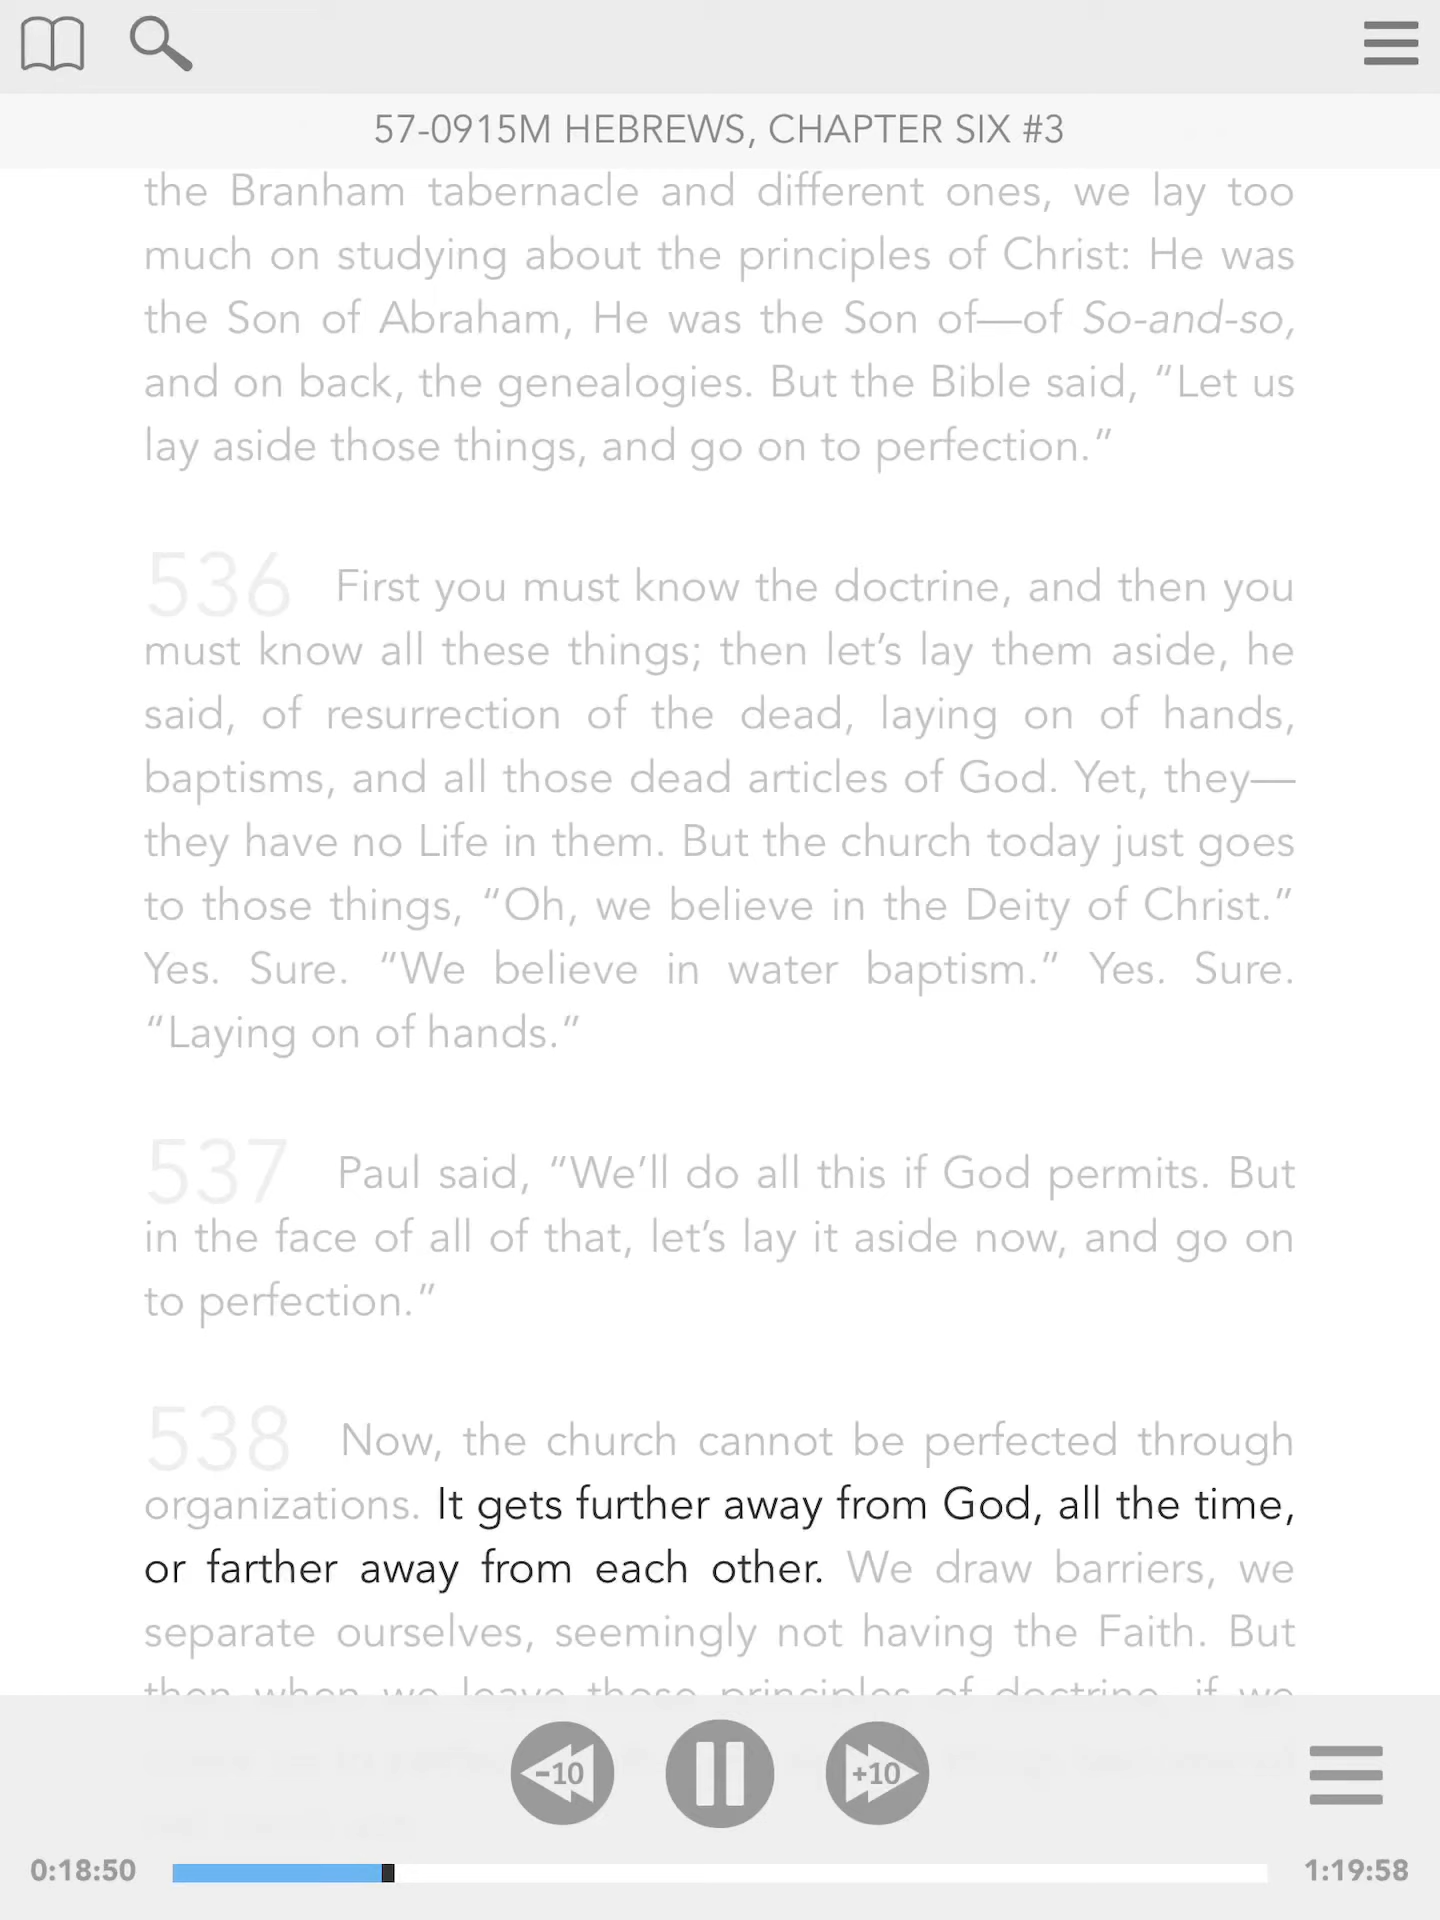 57-0915M HEBREWS, CHAPTER SIX #3
the Branham tabernacle and different ones, we lay too
much on studying about the principles of Christ: He was
the Son of Abraham, He was the Son of—of So-and-so,
and on back, the genealogies. But the Bible said, “Let us
lay aside those things, and go on to perfection.”
536 First you must know the doctrine, and then you
must know all these things; then let’s lay them aside, he
said, of resurrection of the dead, laying on of hands,
baptisms, and all those dead articles of God. Yet, they—
they have no Life in them. But the church today just goes
to those things, “Oh, we believe in the Deity of Christ.”
Yes. Sure. “We believe in water baptism.” Yes. Sure.
“Laying on of hands.”
537 Paul said, “We’ll do all this if God permits. But
in the face of all of that, let’s lay it aside now, and go on
to perfection.”
538 Now, the church cannot be perfected through
organizations. It gets further away from God, all the time,
or farther away from each other. We draw barriers, we
separate ourselves, seemingly not having the Faith. But
then when we leave those principles of doctrine, if we
-10 +10
0:18:50 1:19:58